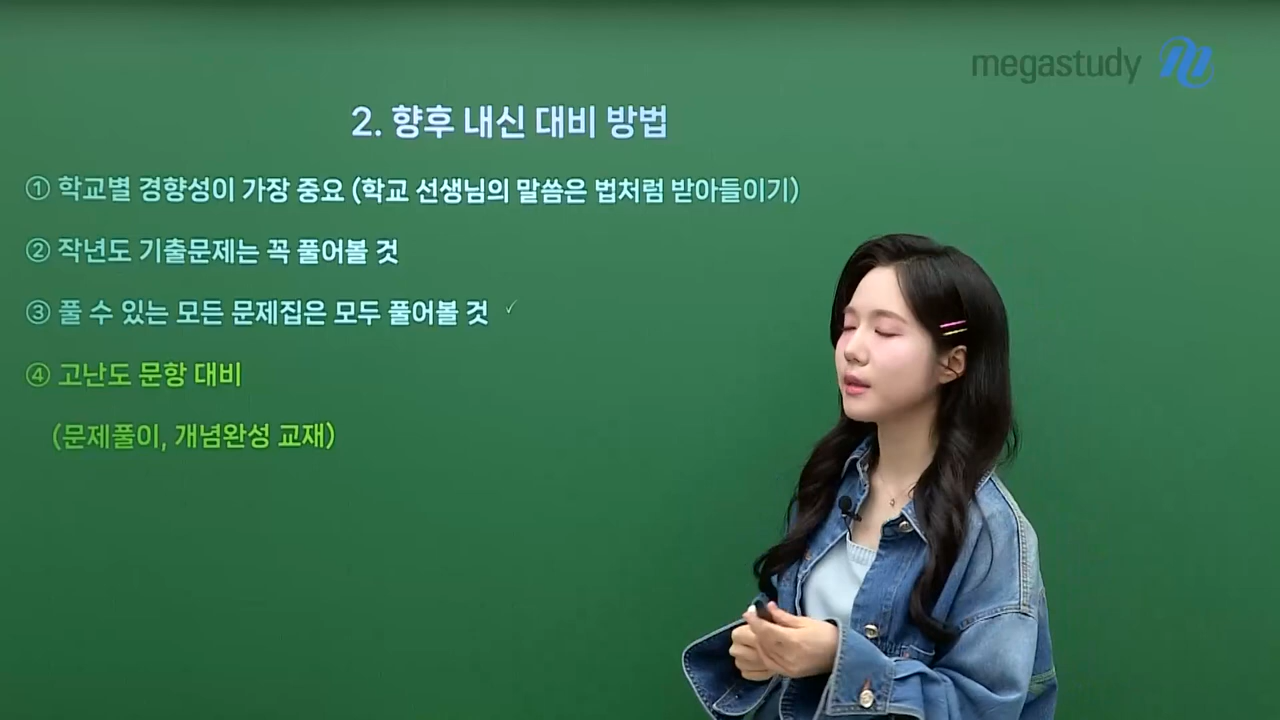 megastudy
2. 향후 내신 대비 방법
① 학교별 경향성이 가장 중요 (학교 선생님의 말씀은 법처럼 받아들이기)
② 작년도 기출문제는 꼭 풀어볼 것
③ 풀 수 있는 모든 문제집은 모두 풀어볼 것 ✓
④ 고난도 문항 대비
(문제풀이, 개념완성 교재)